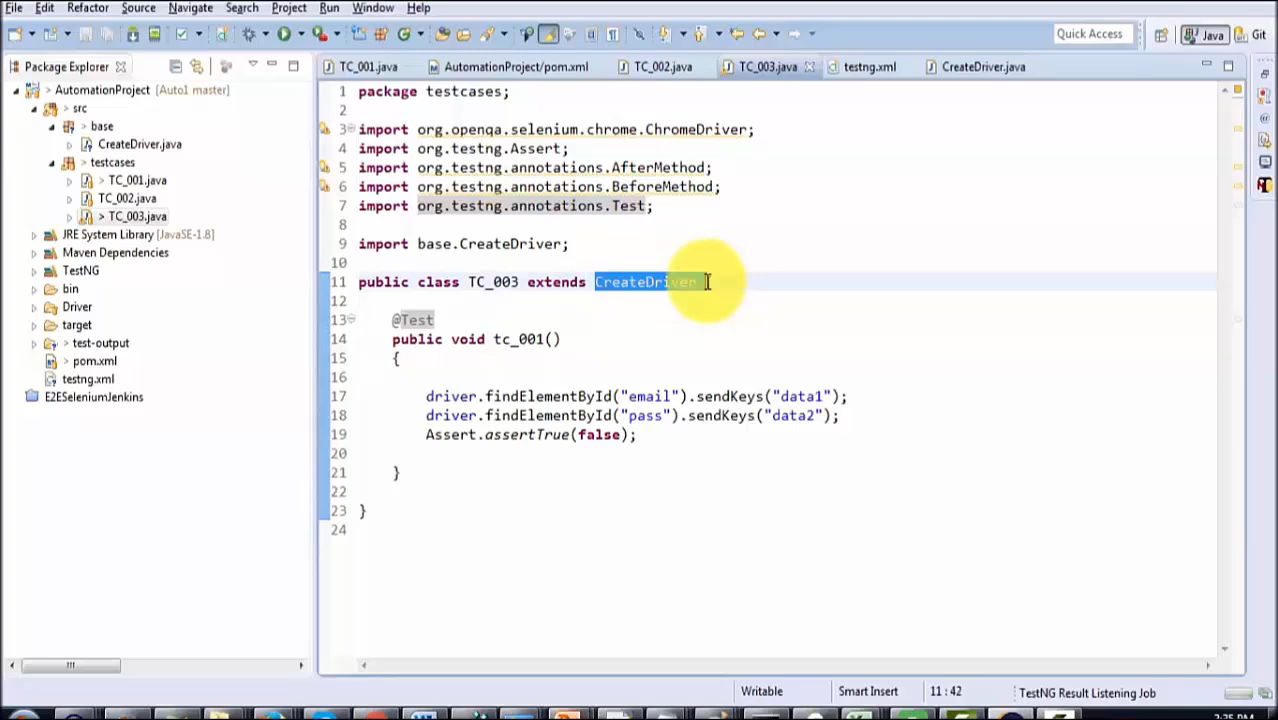 File Edit Refactor Source Navigate Search Project Run Window Help
Quick Access Java Git
Package Explorer
TC_001.java AutomationProject/pom.xml TC_002.java TC_003.java testng.xml CreateDriver.java
> AutomationProject [Auto1 master]
> src
> base
CreateDriver.java
> testcases
> TC_001.java
TC_002.java
> TC_003.java
JRE System Library [JavaSE-1.8]
Maven Dependencies
TestNG
> bin
> Driver
> target
> test-output
> pom.xml
testng.xml
E2ESeleniumJenkins
1 package testcases;
2
3 import org.openqa.selenium.chrome.ChromeDriver;
4 import org.testng.Assert;
5 import org.testng.annotations.AfterMethod;
6 import org.testng.annotations.BeforeMethod;
7 import org.testng.annotations.Test;
8
9 import base.CreateDriver;
10
11 public class TC_003 extends CreateDriver
12
13 @Test
14 public void tc_001()
15 {
16
17 driver.findElementById("email").sendKeys("data1");
18 driver.findElementById("pass").sendKeys("data2");
19 Assert.assertTrue(false);
20
21 }
22
23 }
24
Writable Smart Insert 11 : 42 TestNG Result Listening Job